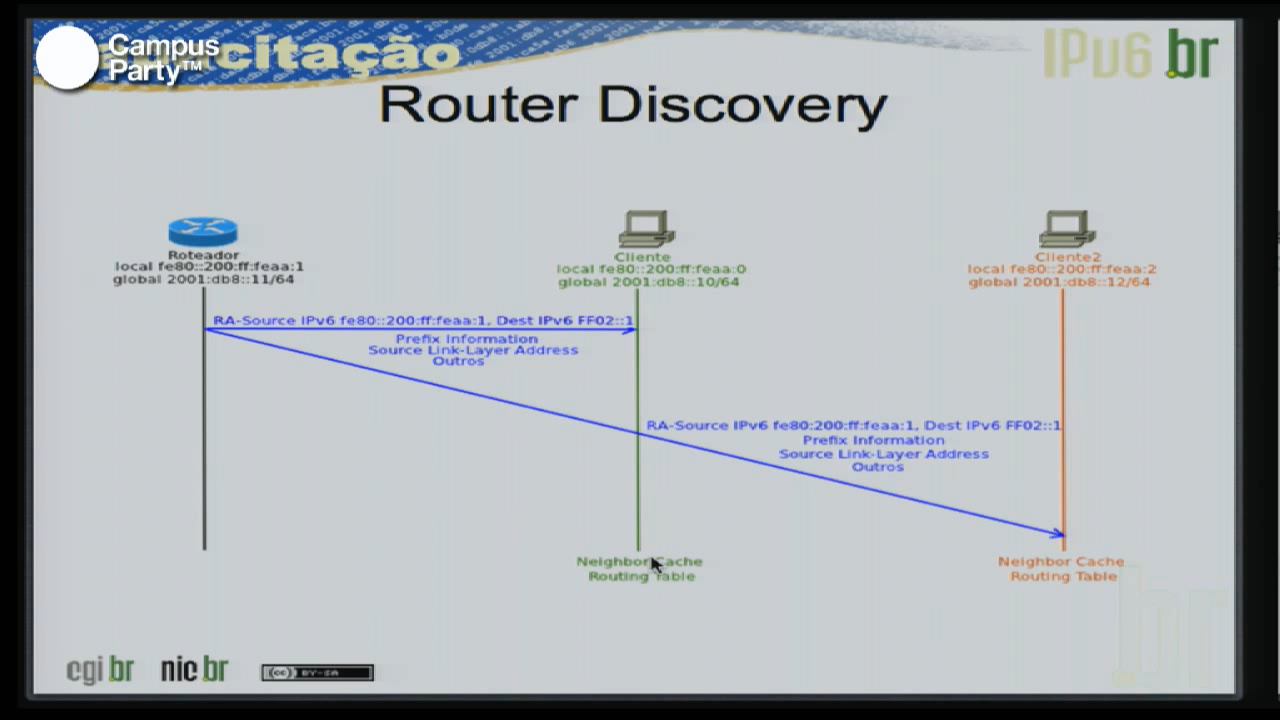 Campus
Party™
citação
IPv6.br
Router Discovery
Roteador
local fe80::200:ff:feaa:1
global 2001:db8::11/64
Cliente
local fe80::200:ff:feaa:0
global 2001:db8::10/64
Cliente2
local fe80::200:ff:feaa:2
global 2001:db8::12/64
RA-Source IPv6 fe80::200:ff:feaa:1, Dest IPv6 FF02::1
Prefix Information
Source Link-Layer Address
Outros
RA-Source IPv6 fe80:200:ff:feaa:1, Dest IPv6 FF02::1
Prefix Information
Source Link-Layer Address
Outros
Neighbor Cache
Routing Table
Neighbor Cache
Routing Table
.br
cgi.br
nic.br
(cc) BY-SA